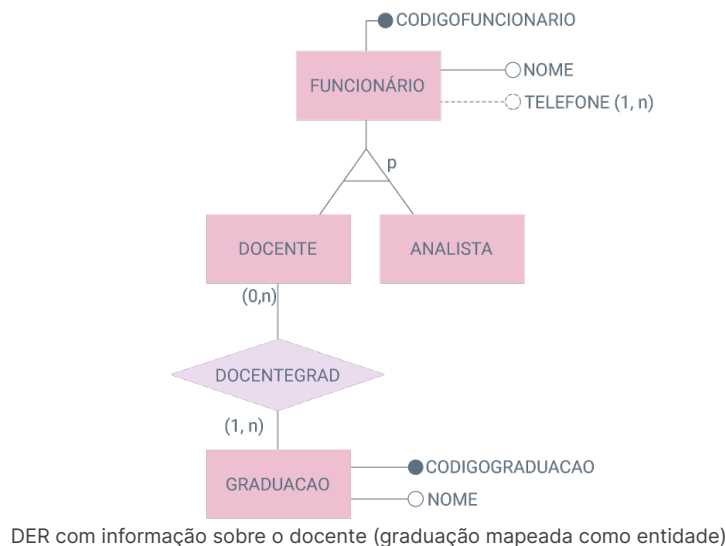 CODIGOFUNCIONARIO
FUNCIONÁRIO
NOME
TELEFONE (1, n)
p
DOCENTE
ANALISTA
(0,n)
DOCENTEGRAD
(1, n)
GRADUACAO
CODIGOGRADUACAO
NOME
DER com informação sobre o docente (graduação mapeada como entidade)